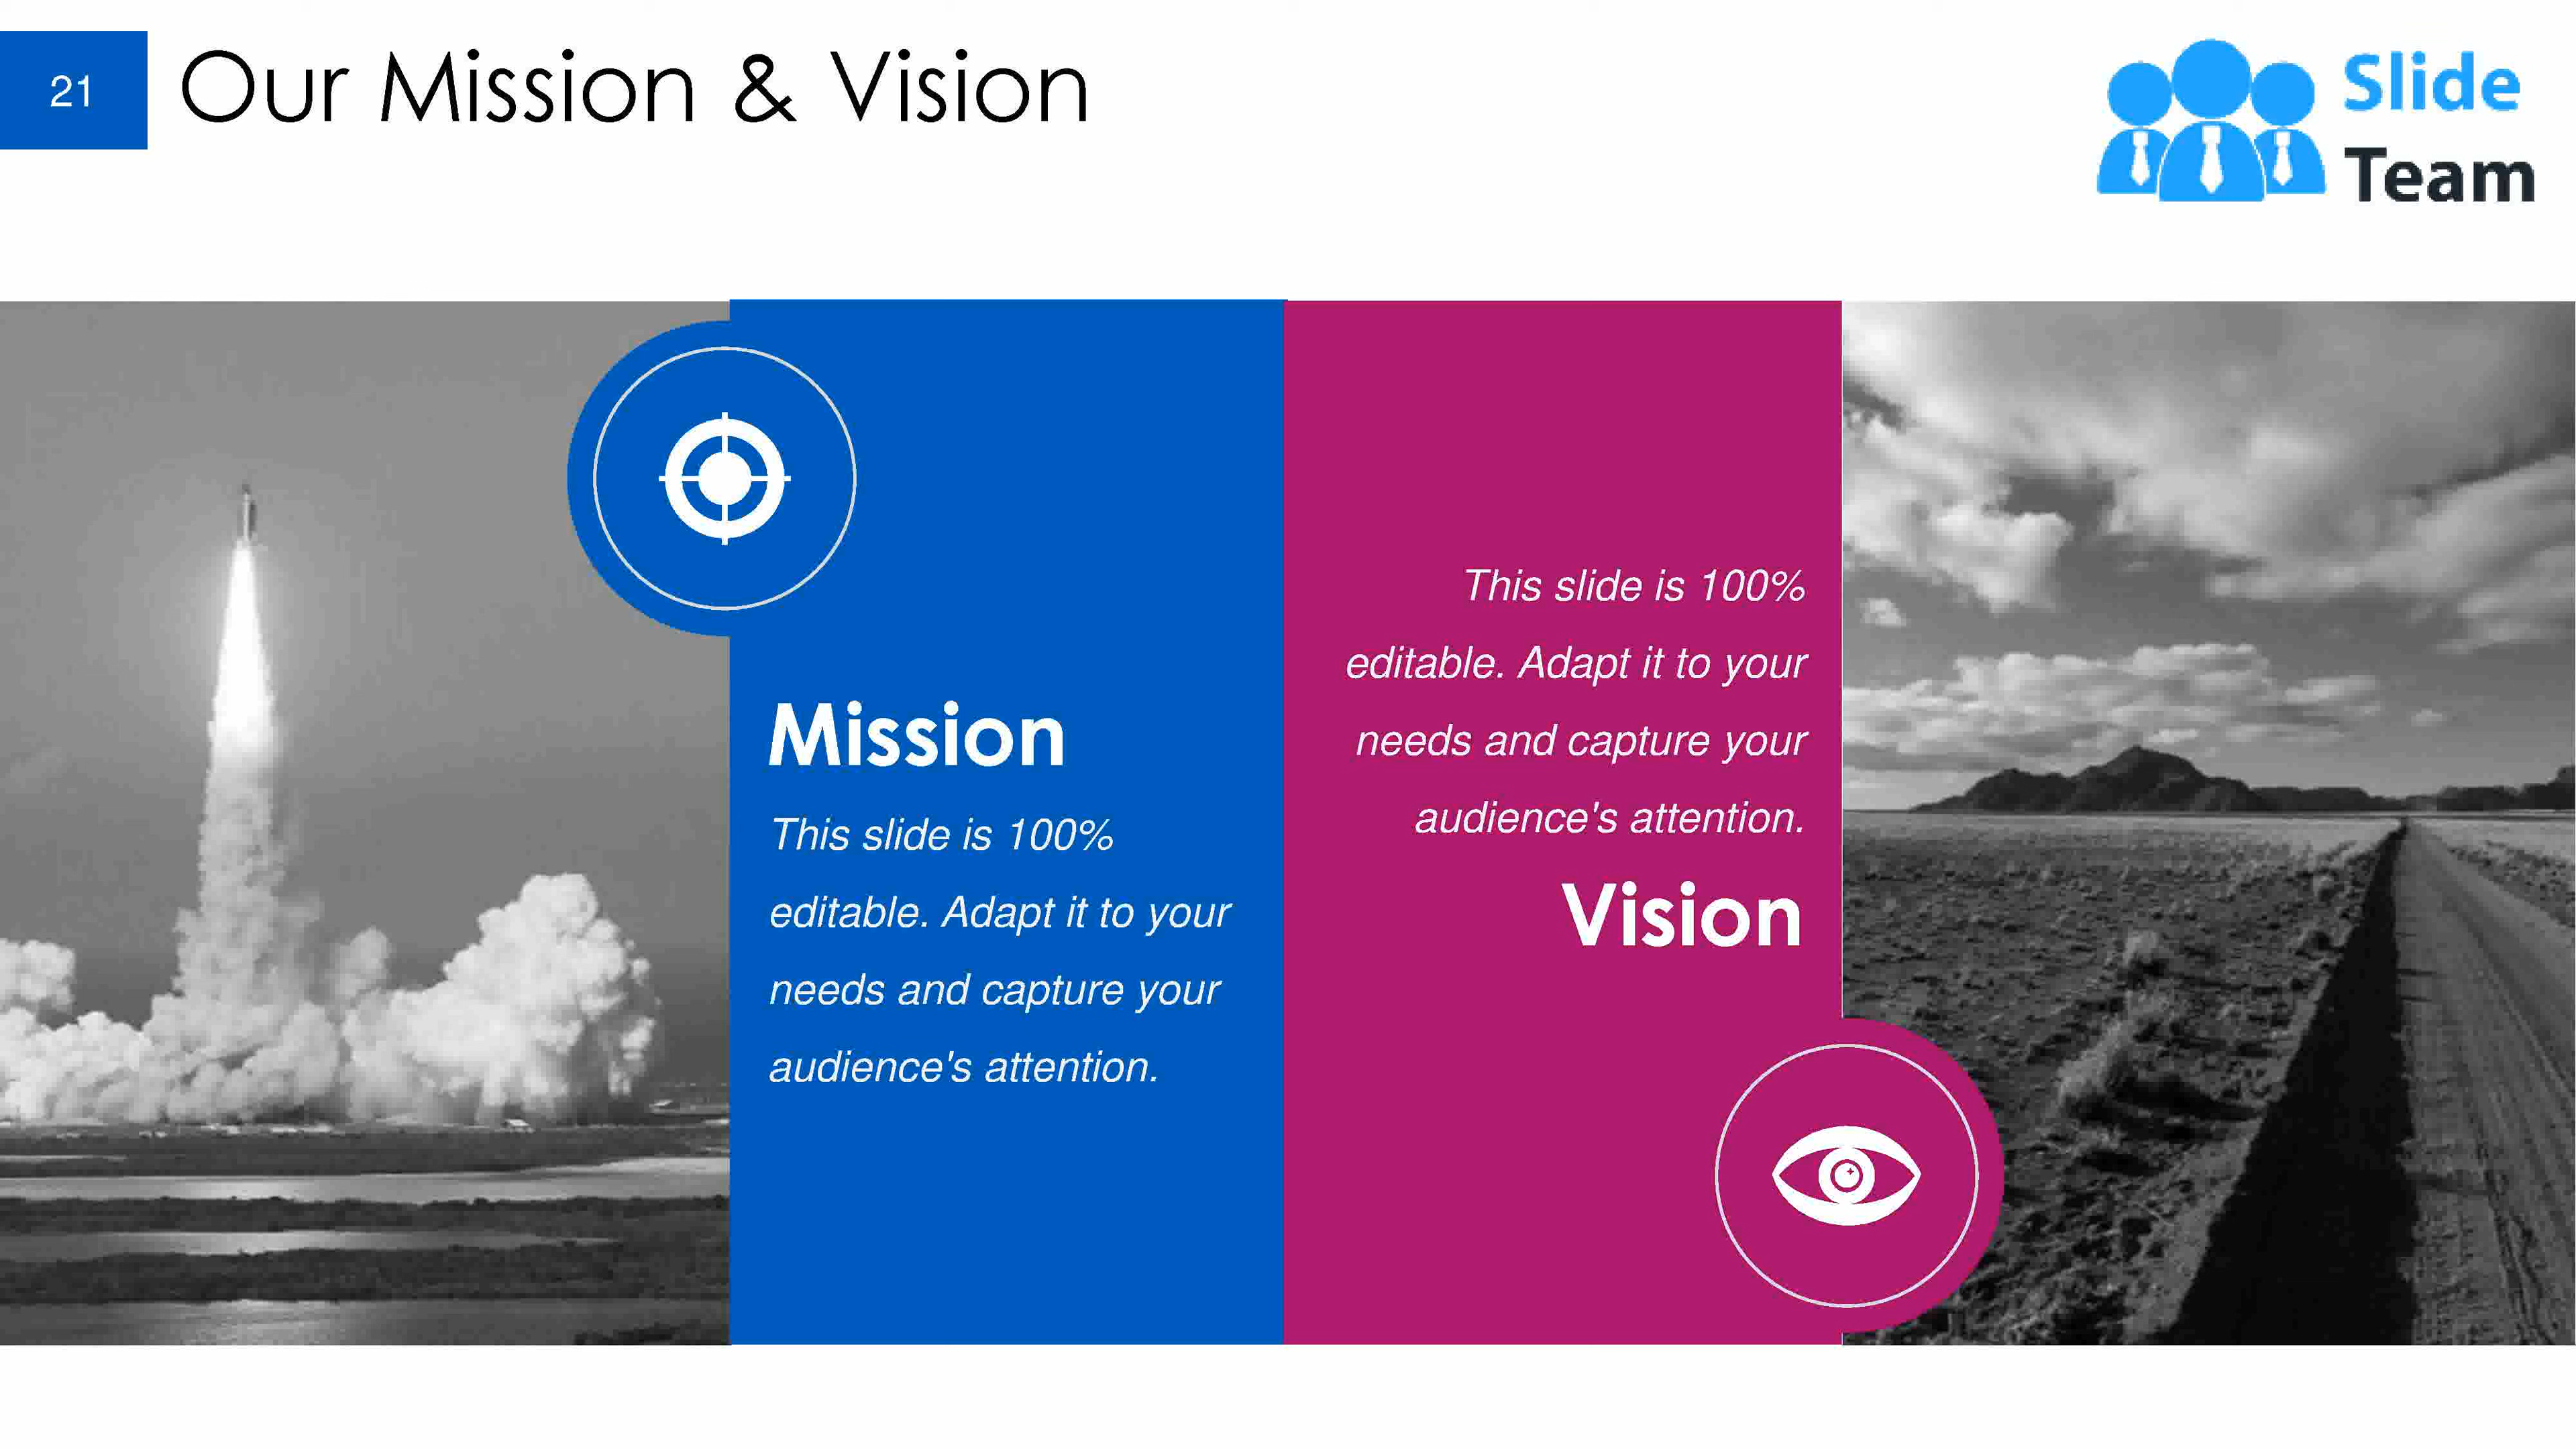 21
Our Mission & Vision
Slide
Team
Mission
This slide is 100%
editable. Adapt it to your
needs and capture your
audience's attention.
This slide is 100%
editable. Adapt it to your
needs and capture your
audience's attention.
Vision